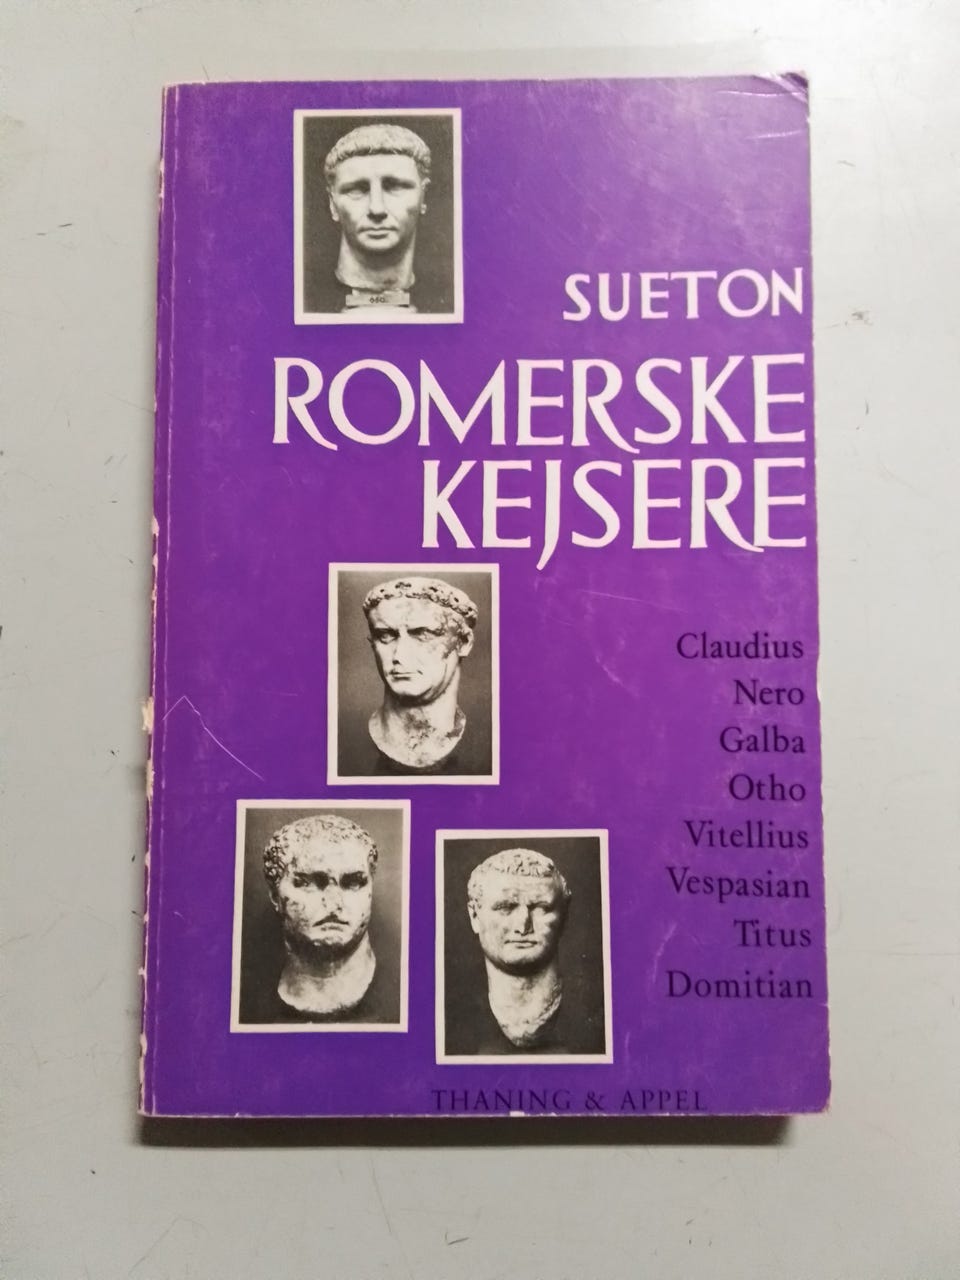 SUETON
ROMERSKE
KEJSERE
Claudius
Nero
Galba
Otho
Vitellius
Vespasian
Titus
Domitian
THANING & APPEL